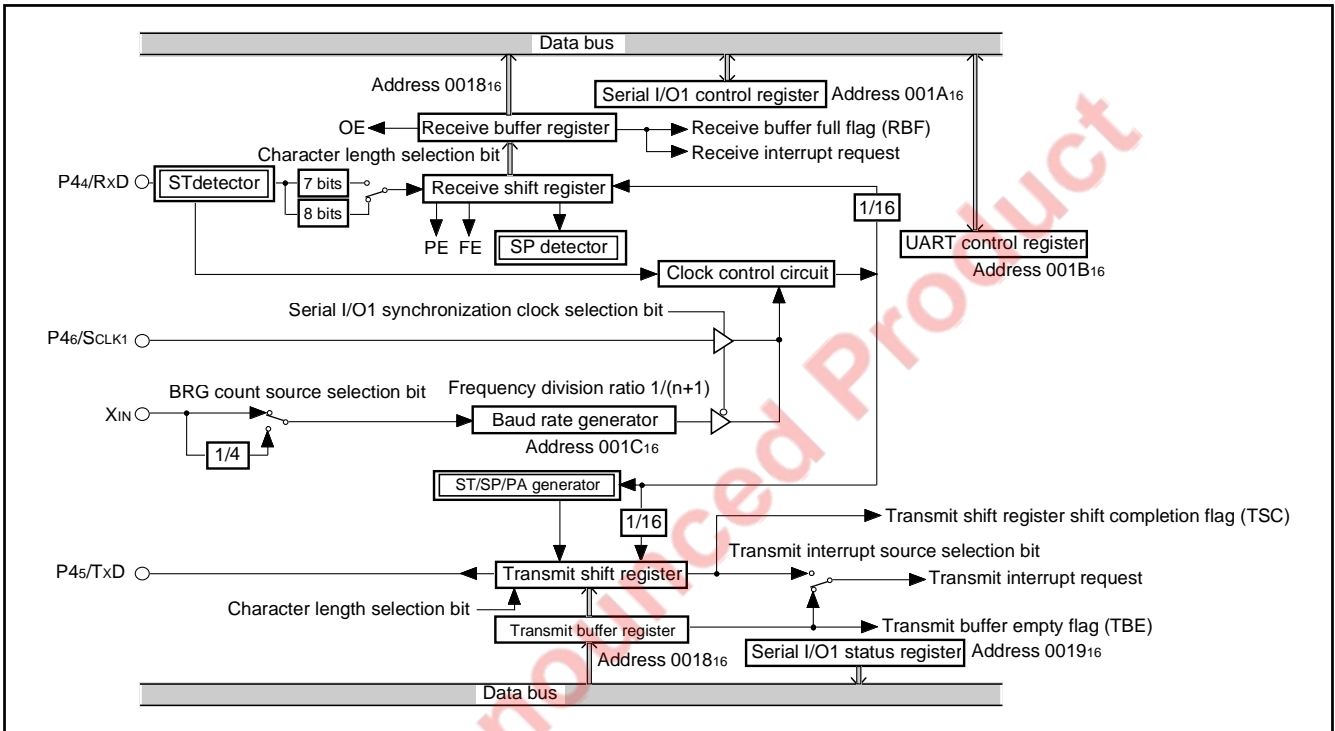 Data bus
Address 001816
Serial I/O1 control register Address 001A16
OE Receive buffer register Receive buffer full flag (RBF)
Character length selection bit Receive interrupt request
P44/RXD STdetector 7 bits Receive shift register
8 bits 1/16
PE FE SP detector UART control register
Clock control circuit Address 001B16
Serial I/O1 synchronization clock selection bit
P46/SCLK1
BRG count source selection bit Frequency division ratio 1/(n+1)
XIN Baud rate generator
1/4 Address 001C16
ST/SP/PA generator
1/16 Transmit shift register shift completion flag (TSC)
Transmit interrupt source selection bit
P45/TXD Transmit shift register Transmit interrupt request
Character length selection bit
Transmit buffer register Transmit buffer empty flag (TBE)
Address 001816 Serial I/O1 status register Address 001916
Data bus
nounced Product